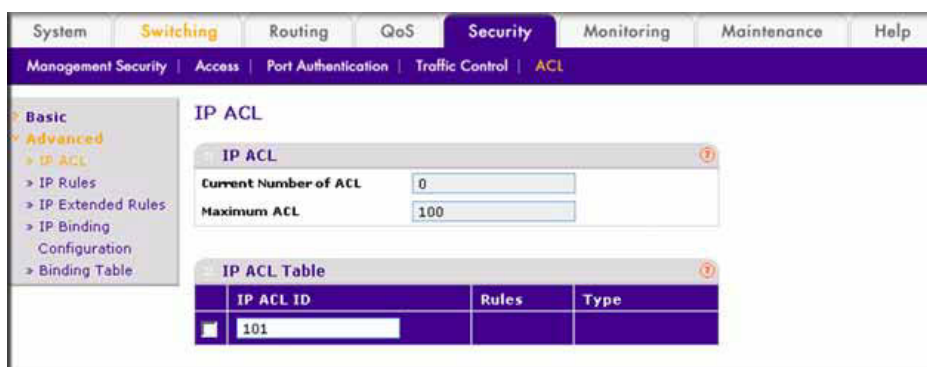 System Switching Routing QoS Security Monitoring Maintenance Help
Management Security | Access | Port Authentication | Traffic Control | ACL
Basic
Advanced
» IP ACL
» IP Rules
» IP Extended Rules
» IP Binding
Configuration
» Binding Table
IP ACL
IP ACL ?
Current Number of ACL 0
Maximum ACL 100
IP ACL Table ?
IP ACL ID Rules Type
101